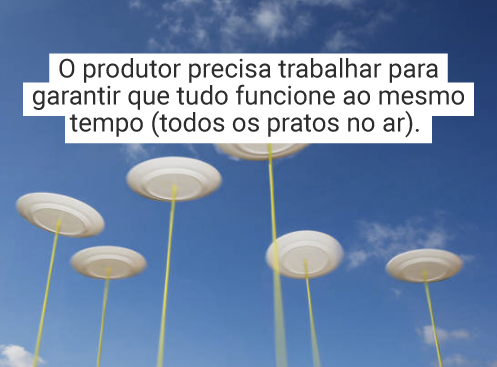 O produtor precisa trabalhar para
garantir que tudo funcione ao mesmo
tempo (todos os pratos no ar).